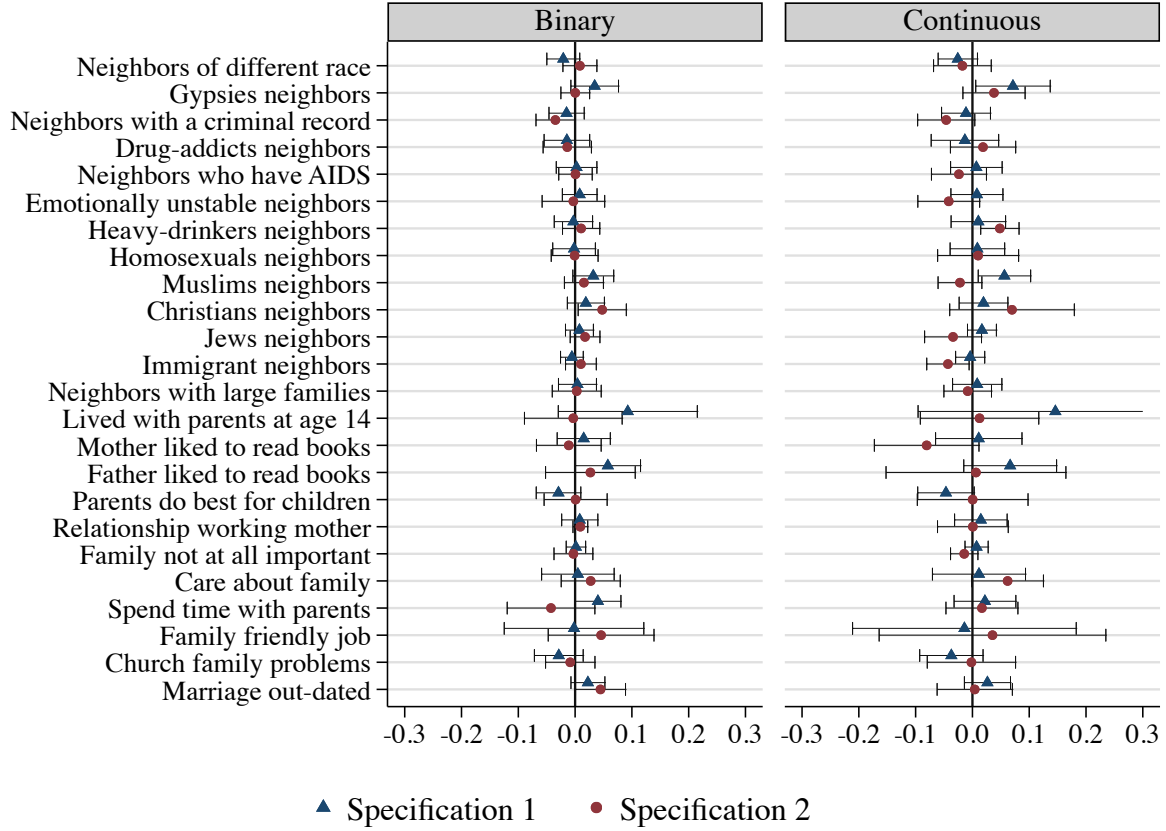 Binary Continuous
Neighbors of different race
Gypsies neighbors
Neighbors with a criminal record
Drug-addicts neighbors
Neighbors who have AIDS
Emotionally unstable neighbors
Heavy-drinkers neighbors
Homosexuals neighbors
Muslims neighbors
Christians neighbors
Jews neighbors
Immigrant neighbors
Neighbors with large families
Lived with parents at age 14
Mother liked to read books
Father liked to read books
Parents do best for children
Relationship working mother
Family not at all important
Care about family
Spend time with parents
Family friendly job
Church family problems
Marriage out-dated
-0.3 -0.2 -0.1 0.0 0.1 0.2 0.3 -0.3 -0.2 -0.1 0.0 0.1 0.2 0.3
Specification 1 Specification 2